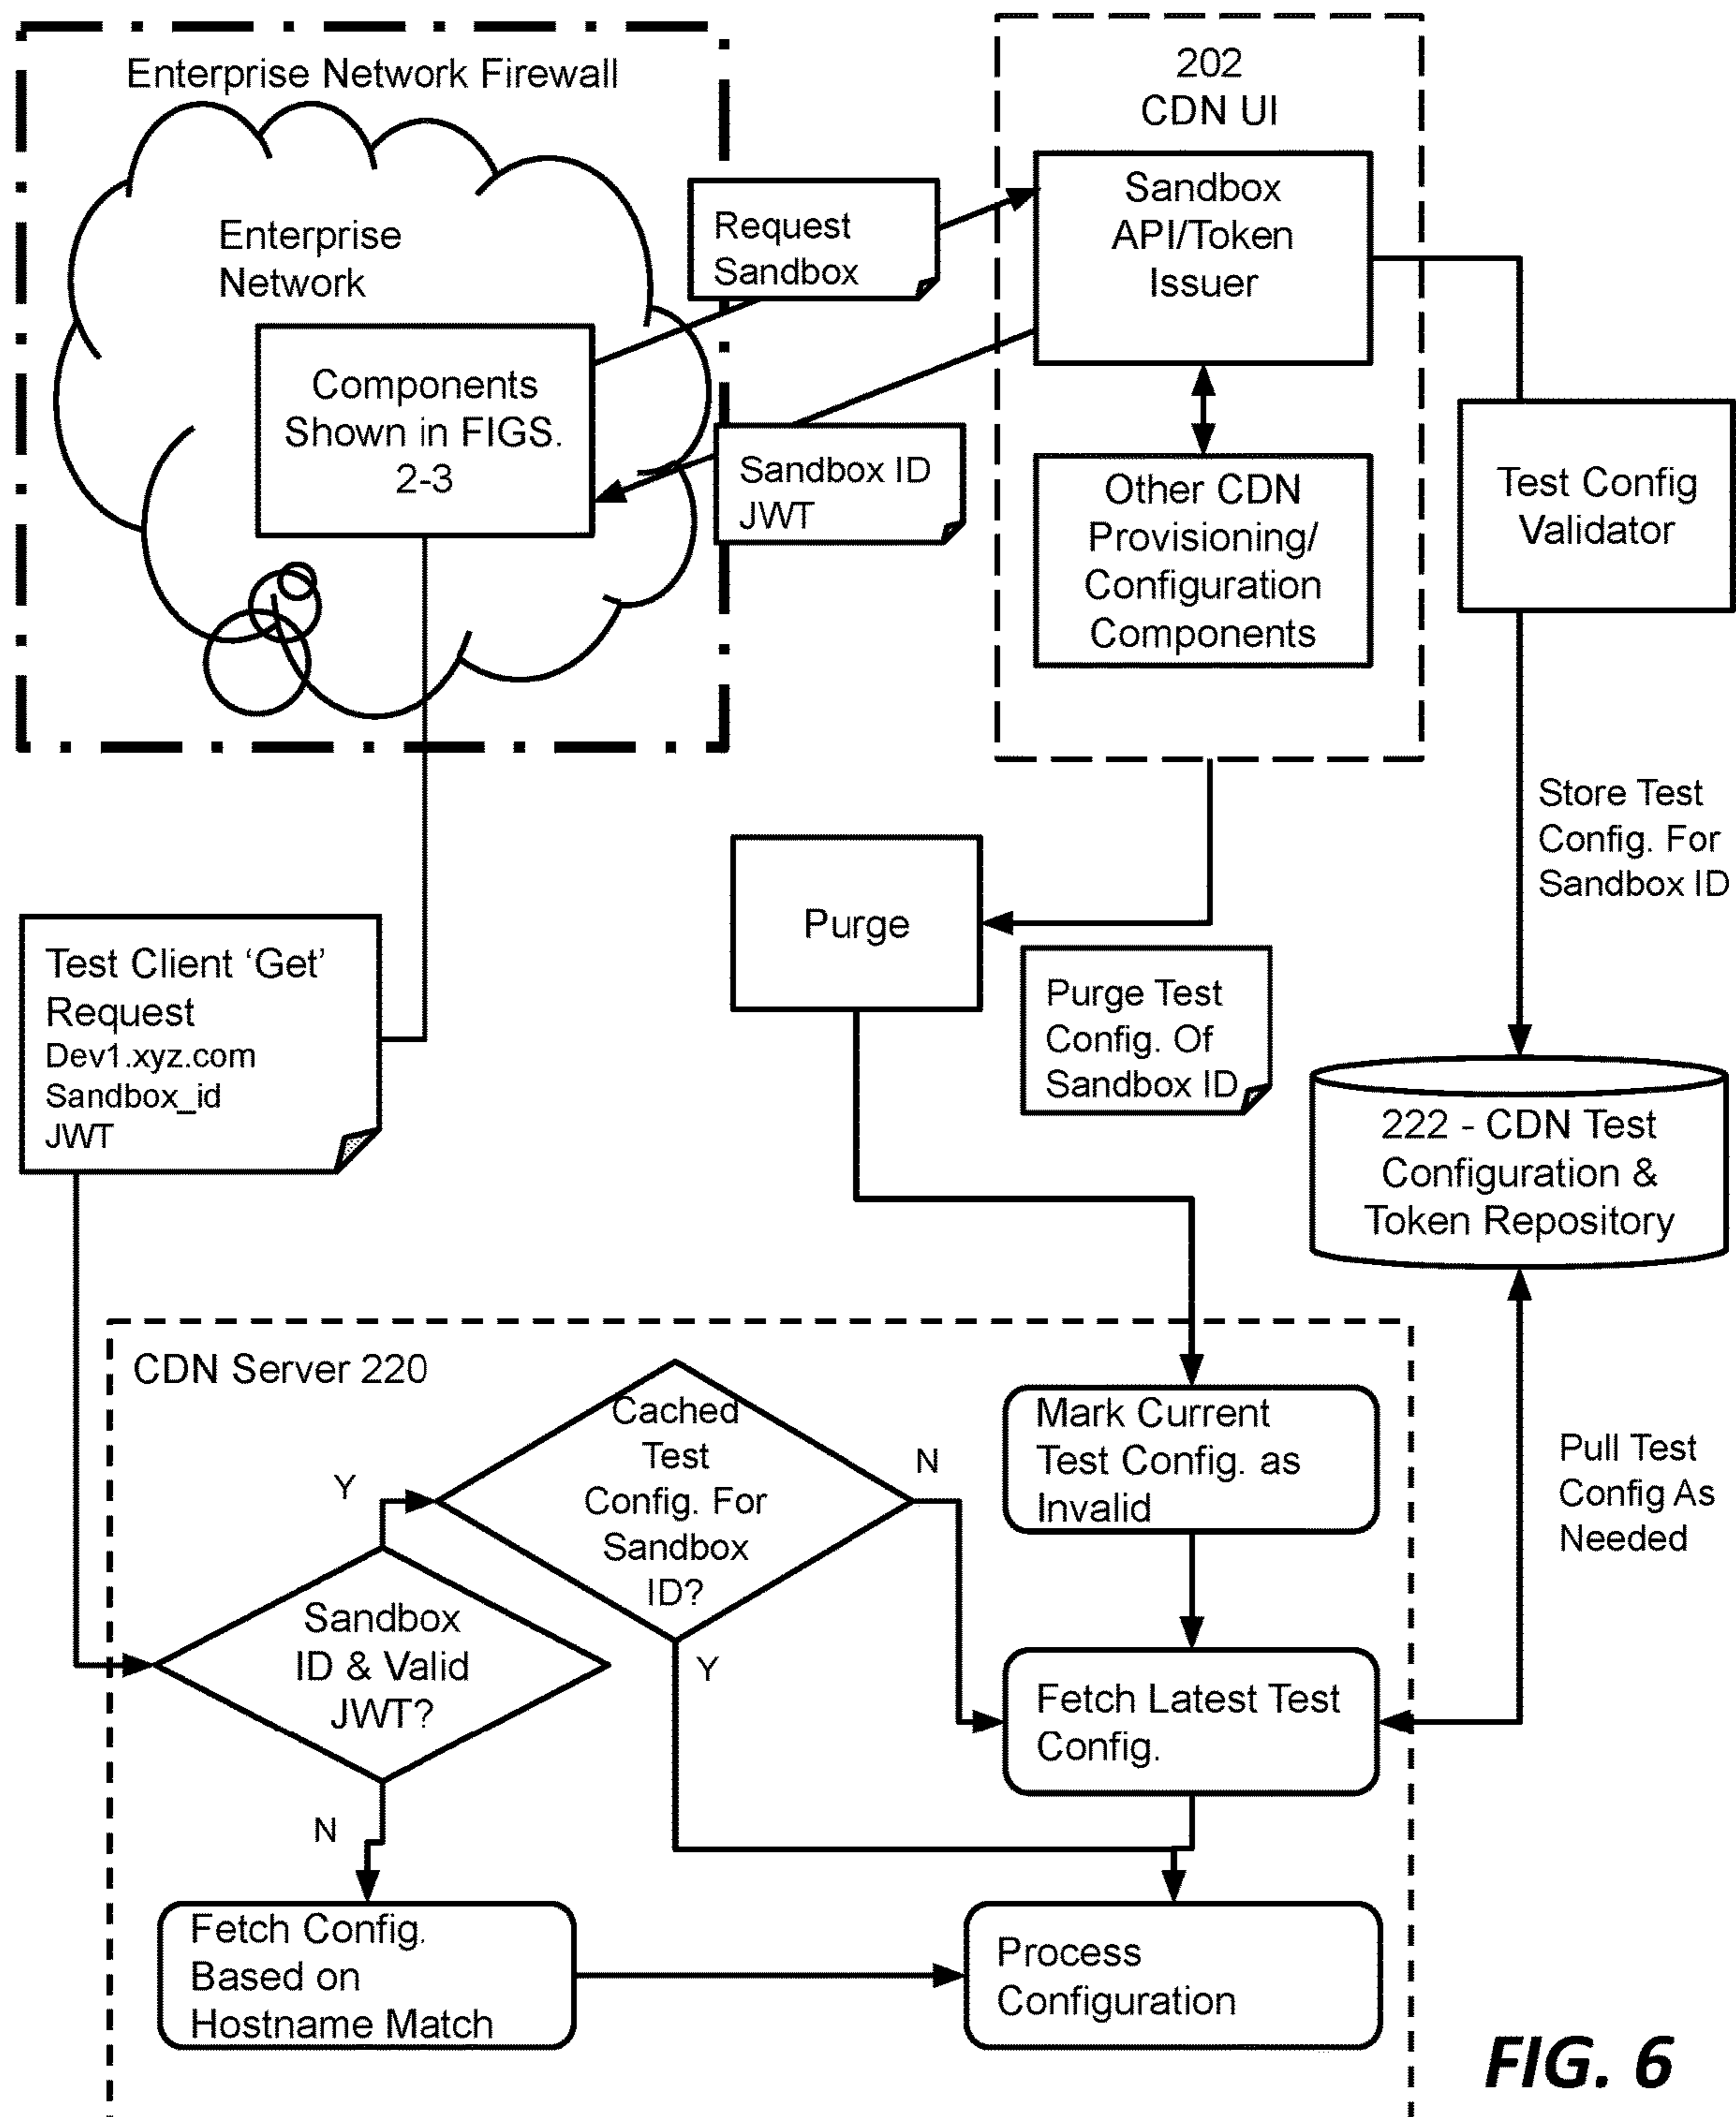 Enterprise Network Firewall
Enterprise
Network
Components
Shown in FIGS.
2-3
Request
Sandbox
Sandbox ID
JWT
202
CDN UI
Sandbox
API/Token
Issuer
Other CDN
Provisioning/
Configuration
Components
Test Config
Validator
Store Test
Config. For
Sandbox ID
Purge
Purge Test
Config. Of
Sandbox ID
Test Client ‘Get’
Request
Dev1.xyz.com
Sandbox_id
JWT
222 - CDN Test
Configuration &
Token Repository
CDN Server 220
Cached
Test
Config. For
Sandbox
ID?
Y
N
Mark Current
Test Config. as
Invalid
Pull Test
Config As
Needed
Sandbox
ID & Valid
JWT?
Y
Fetch Latest Test
Config.
N
Fetch Config.
Based on
Hostname Match
Process
Configuration
FIG. 6